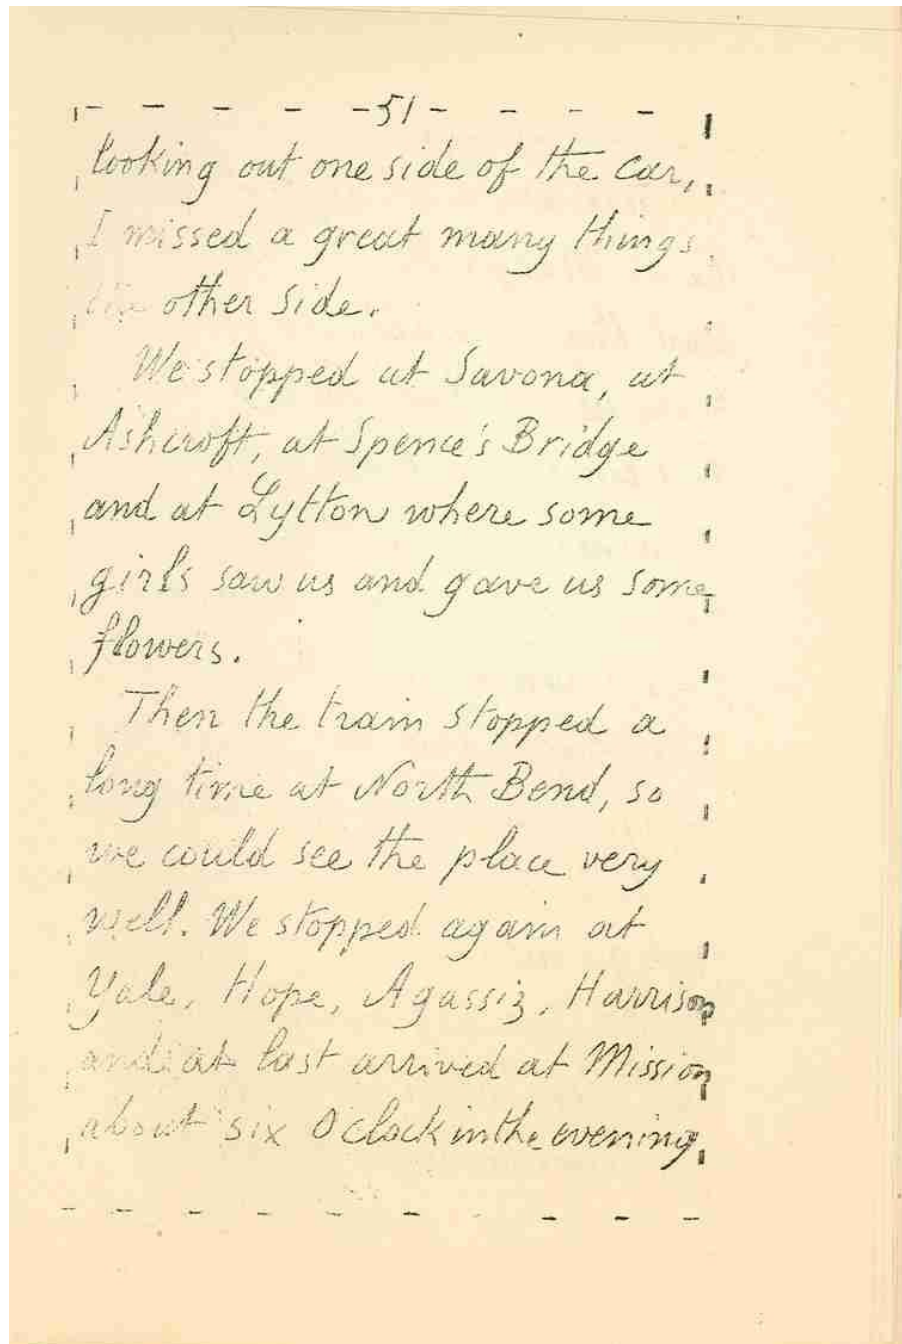 -51-
looking out one side of the car,
I missed a great many things
the other side.
We stopped at Savona, at
Ashcroft, at Spence's Bridge
and at Lytton where some
girls saw us and gave us some
flowers.
Then the train stopped a
long time at North Bend, so
we could see the place very
well. We stopped again at
Yale, Hope, Agassiz, Harrison
and at last arrived at Mission
about six O'clock in the evening,